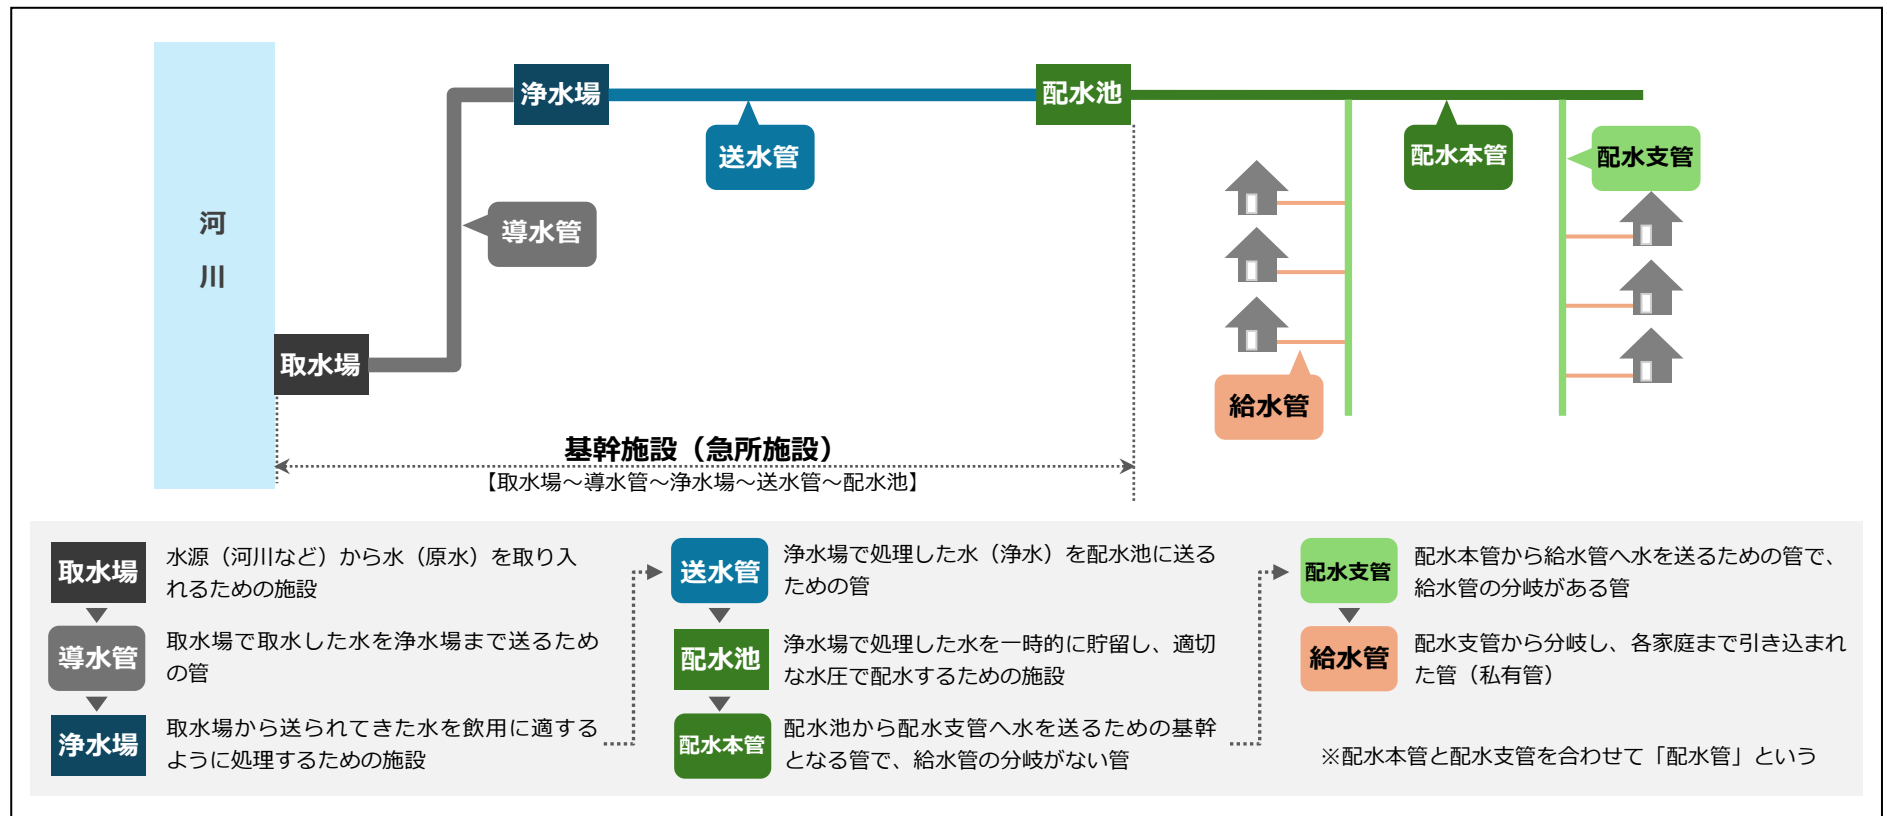 河
川
取水場
導水管
浄水場
送水管
配水池
配水本管
配水支管
給水管
基幹施設（急所施設）
【取水場～導水管～浄水場～送水管～配水池】
取水場
水源（河川など）から水（原水）を取り入
れるための施設
導水管
取水場で取水した水を浄水場まで送るため
の管
浄水場
取水場から送られてきた水を飲用に適する
ように処理するための施設
送水管
浄水場で処理した水（浄水）を配水池に送る
ための管
配水池
浄水場で処理した水を一時的に貯留し、適切
な水圧で配水するための施設
配水本管
配水池から配水支管へ水を送るための基幹
となる管で、給水管の分岐がない管
配水支管
配水本管から給水管へ水を送るための管で、
給水管の分岐がある管
給水管
配水支管から分岐し、各家庭まで引き込まれ
た管（私有管）
※配水本管と配水支管を合わせて「配水管」という